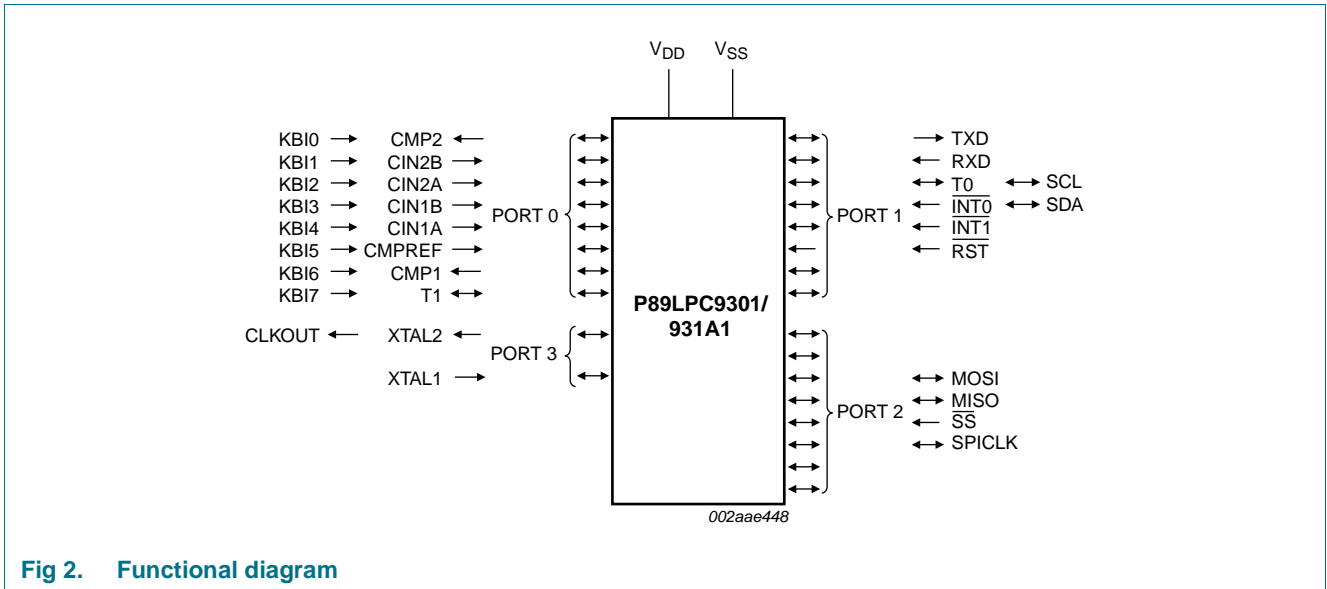 VDD VSS
KBI0 CMP2 TXD
KBI1 CIN2B RXD
KBI2 CIN2A T0 SCL
KBI3 CIN1B PORT 0 PORT 1 INT0 SDA
KBI4 CIN1A INT1
KBI5 CMPREF RST
KBI6 CMP1
KBI7 T1
P89LPC9301/
931A1
CLKOUT XTAL2
PORT 3
XTAL1 MOSI
MISO
PORT 2 SS
SPICLK
002aae448
Fig 2. Functional diagram